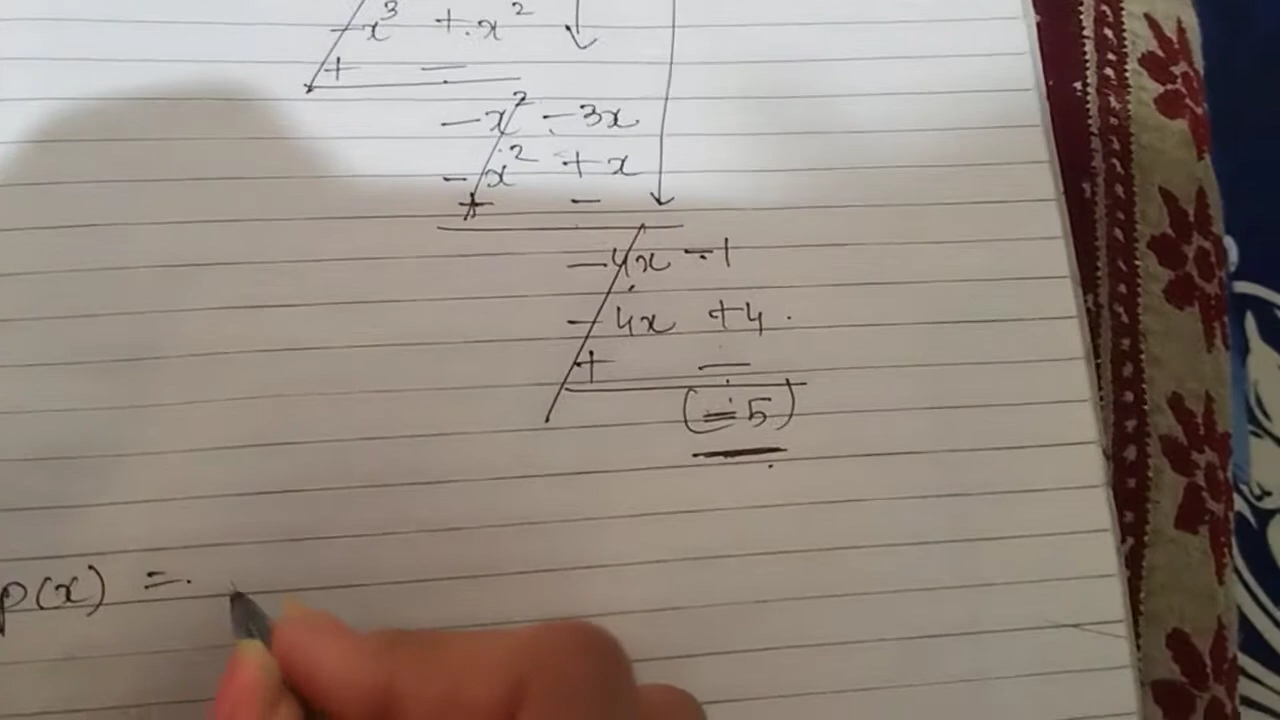 -x³ +x²
+ -
-x² -3x
-x² +x
+ -
-4x -1
-4x +4
+ -
(-5)
p(x) =